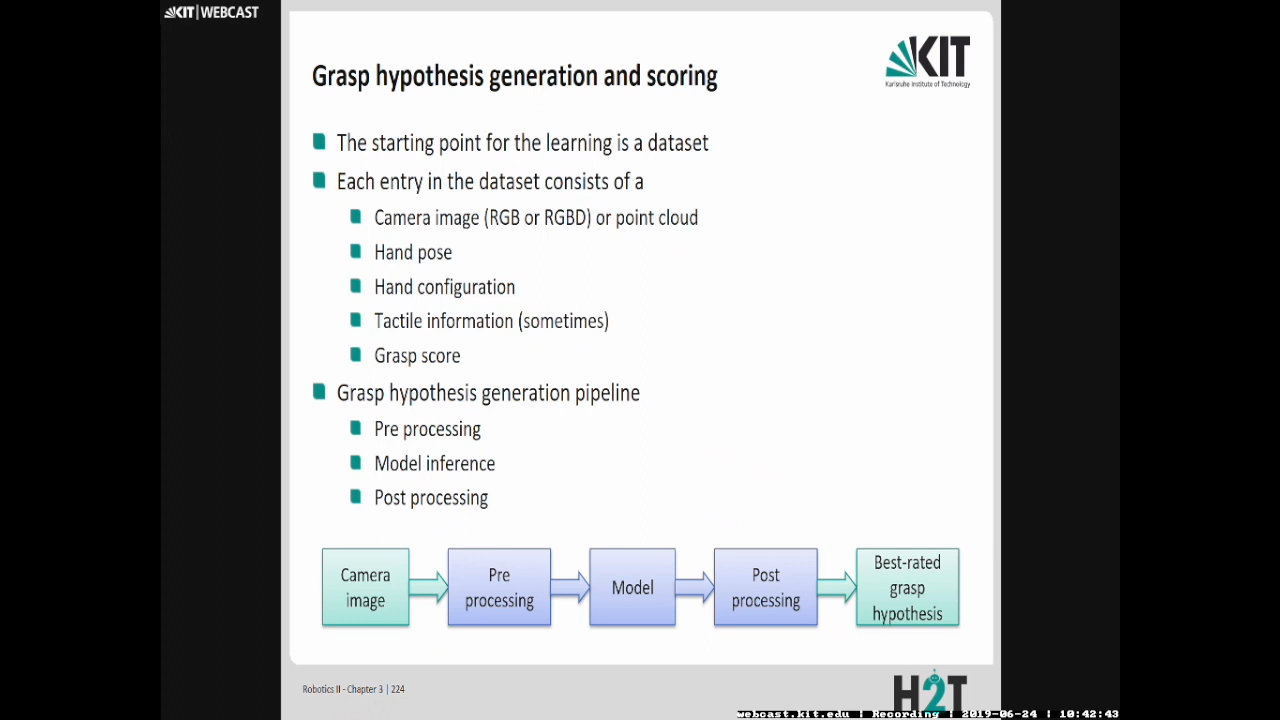 KIT | WEBCAST
KIT
Karlsruhe Institute of Technology
Grasp hypothesis generation and scoring
The starting point for the learning is a dataset
Each entry in the dataset consists of a
Camera image (RGB or RGBD) or point cloud
Hand pose
Hand configuration
Tactile information (sometimes)
Grasp score
Grasp hypothesis generation pipeline
Pre processing
Model inference
Post processing
Camera
image
Pre
processing
Model
Post
processing
Best-rated
grasp
hypothesis
Robotics II - Chapter 3 | 224
H2T
webcast.kit.edu | Recording | 2019-06-24 | 10:42:43